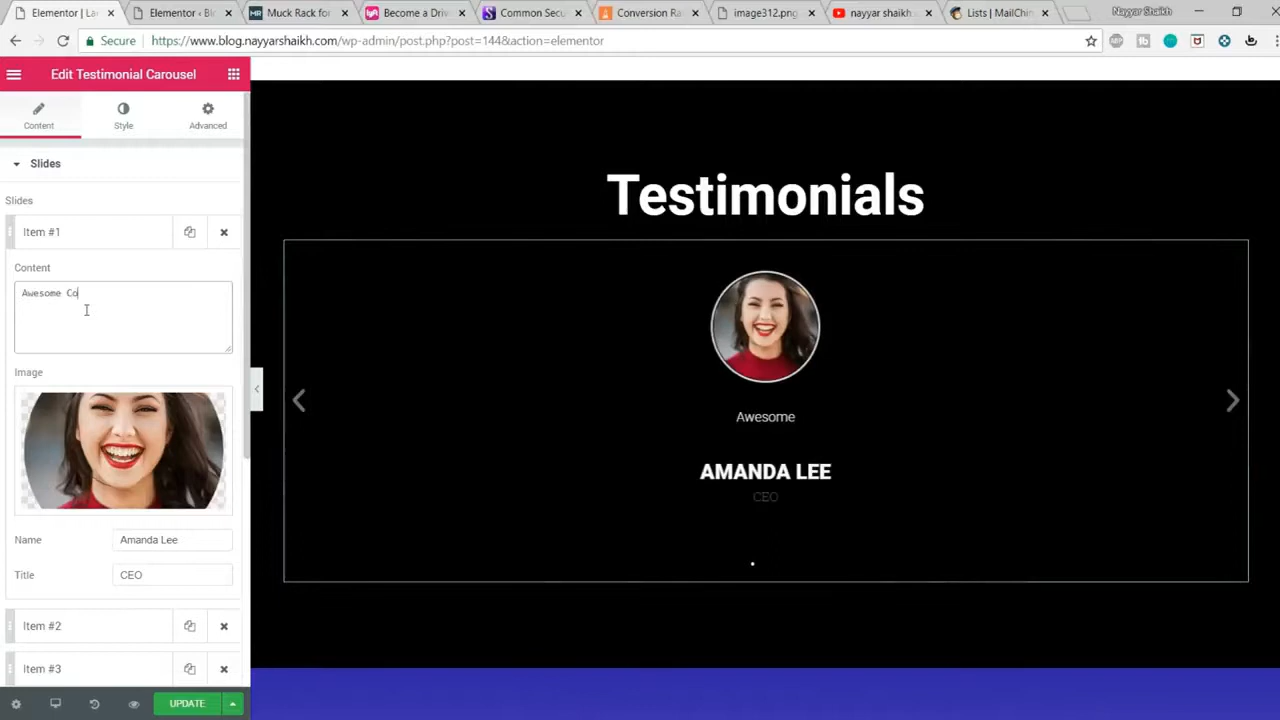 Elementor | La
Elementor ‹ Bl
Muck Rack for
Become a Driv
Common Secu
Conversion Ra
image312.png
nayyar shaikh
Lists | MailChim
Nayyar Shaikh
Secure
https://www.blog.nayyarshaikh.com/wp-admin/post.php?post=144&action=elementor
Edit Testimonial Carousel
Content
Style
Advanced
Slides
Slides
Item #1
Content
Awesome Co
Image
Name
Amanda Lee
Title
CEO
Item #2
Item #3
UPDATE
Testimonials
Awesome
AMANDA LEE
CEO